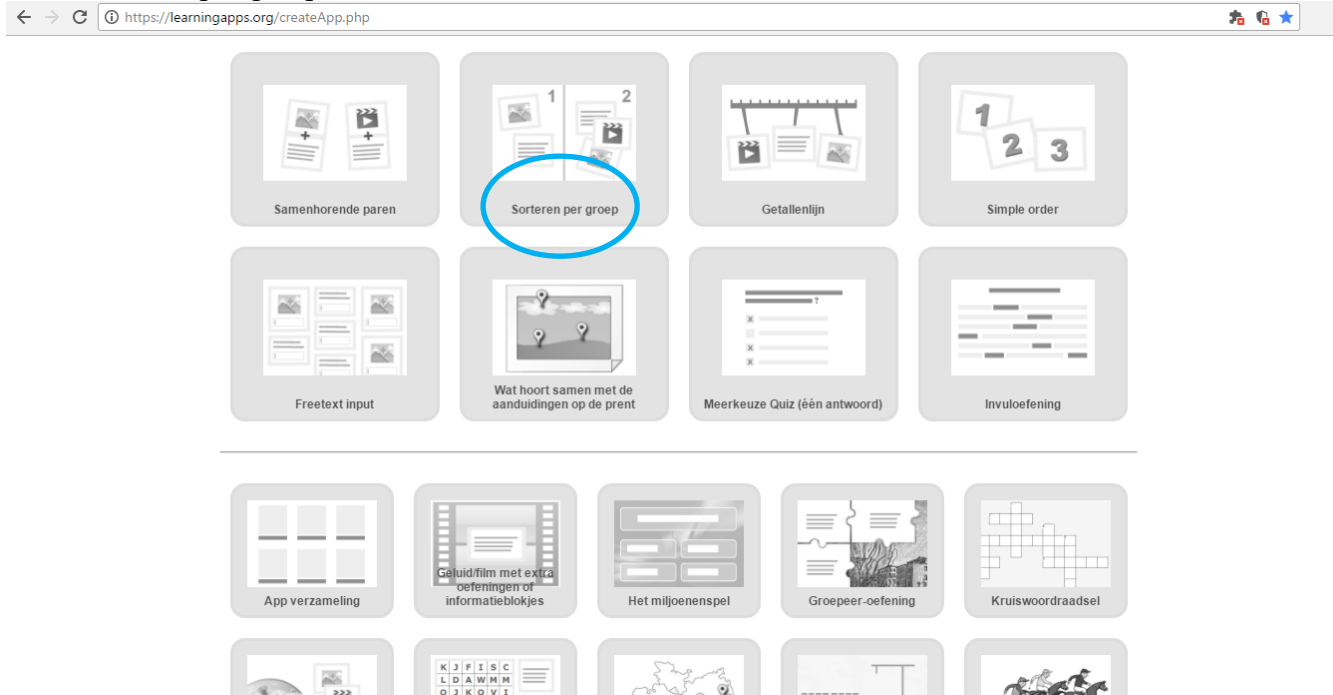 https://learningapps.org/createApp.php
1 2
1
2
3
Samenhorende paren
Sorteren per groep
Getallenlijn
Simple order
?
x
x
x
Freetext input
Wat hoort samen met de
aanduidingen op de prent
Meerkeuze Quiz (één antwoord)
Invuloefening
App verzameling
Geluid/film met extra
oefeningen of
informatieblokjes
Het miljoenenspel
Groepeer-oefening
Kruiswoordraadsel
K J F I S C
L D A W M M
O J K O V I